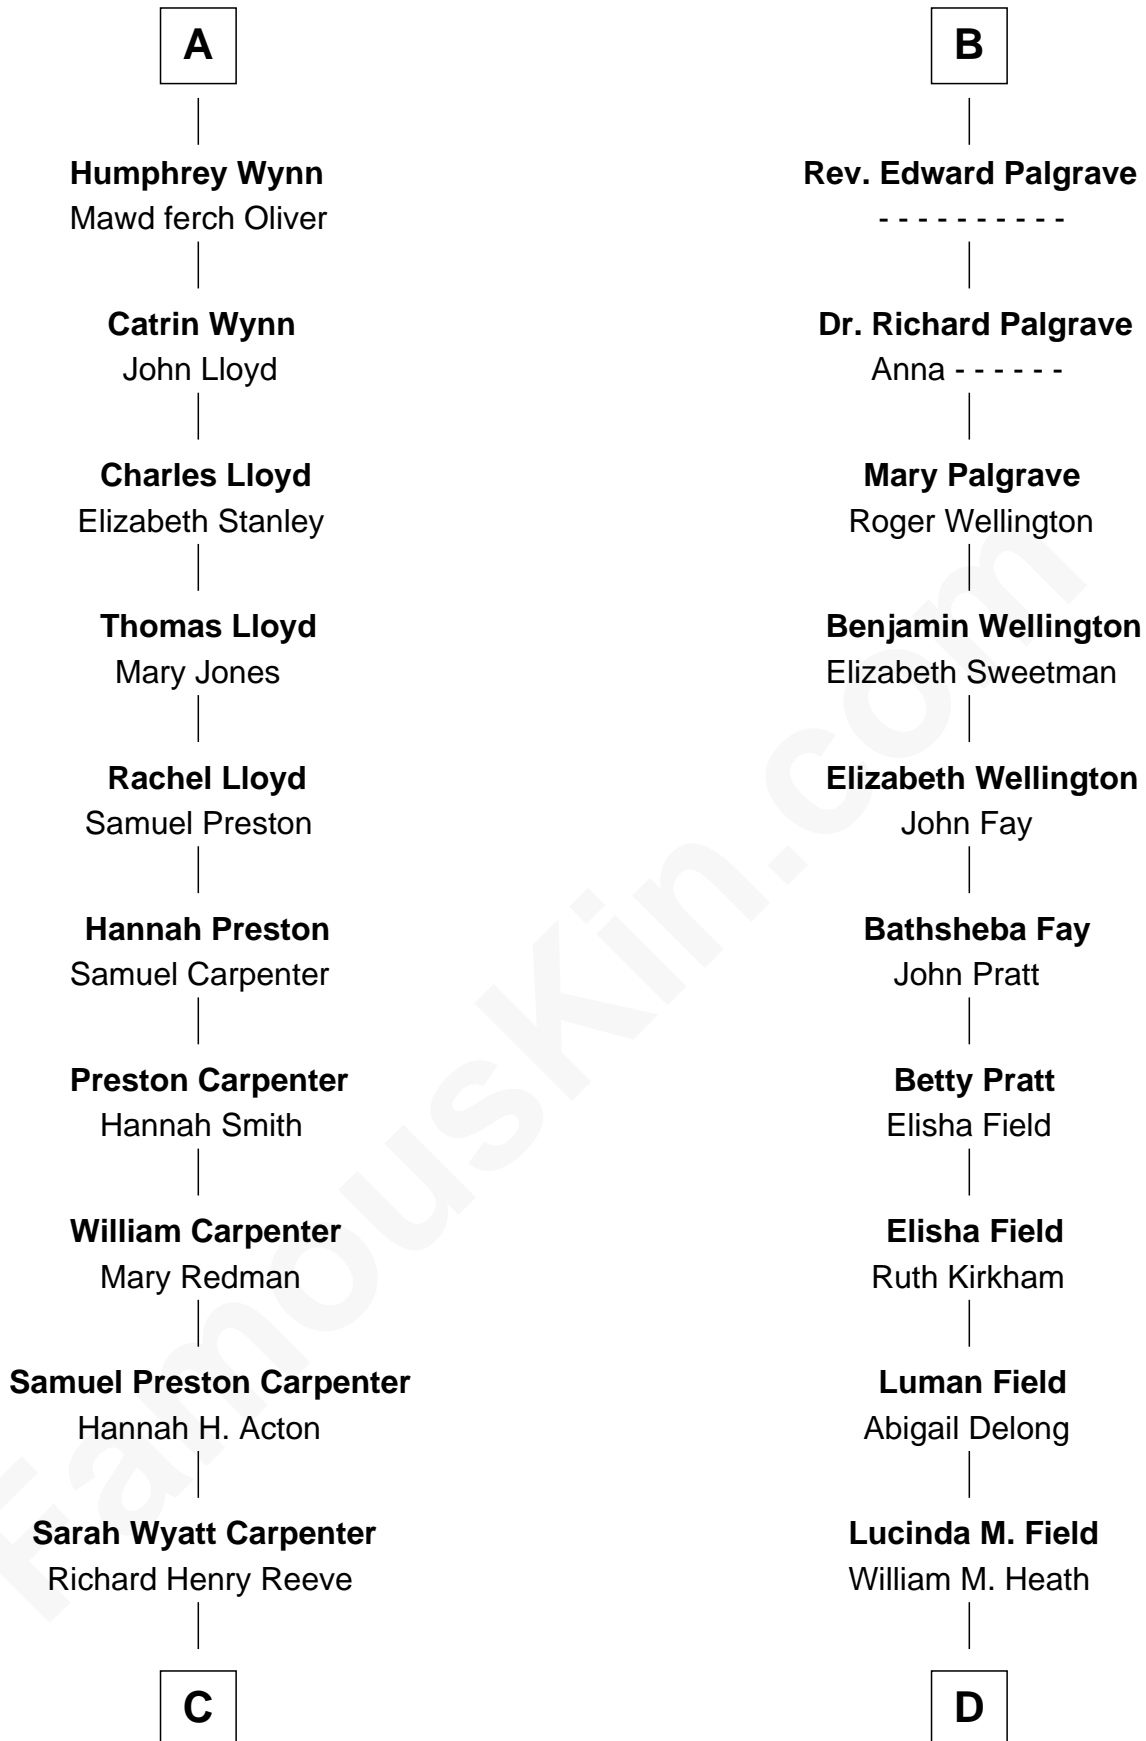 A
Humphrey Wynn
Mawd ferch Oliver
Catrin Wynn
John Lloyd
Charles Lloyd
Elizabeth Stanley
Thomas Lloyd
Mary Jones
Rachel Lloyd
Samuel Preston
Hannah Preston
Samuel Carpenter
Preston Carpenter
Hannah Smith
William Carpenter
Mary Redman
Samuel Preston Carpenter
Hannah H. Acton
Sarah Wyatt Carpenter
Richard Henry Reeve
C
B
Rev. Edward Palgrave
- - - - - - - - - -
Dr. Richard Palgrave
Anna - - - - - -
Mary Palgrave
Roger Wellington
Benjamin Wellington
Elizabeth Sweetman
Elizabeth Wellington
John Fay
Bathsheba Fay
John Pratt
Betty Pratt
Elisha Field
Elisha Field
Ruth Kirkham
Luman Field
Abigail Delong
Lucinda M. Field
William M. Heath
D
FamousKin.com